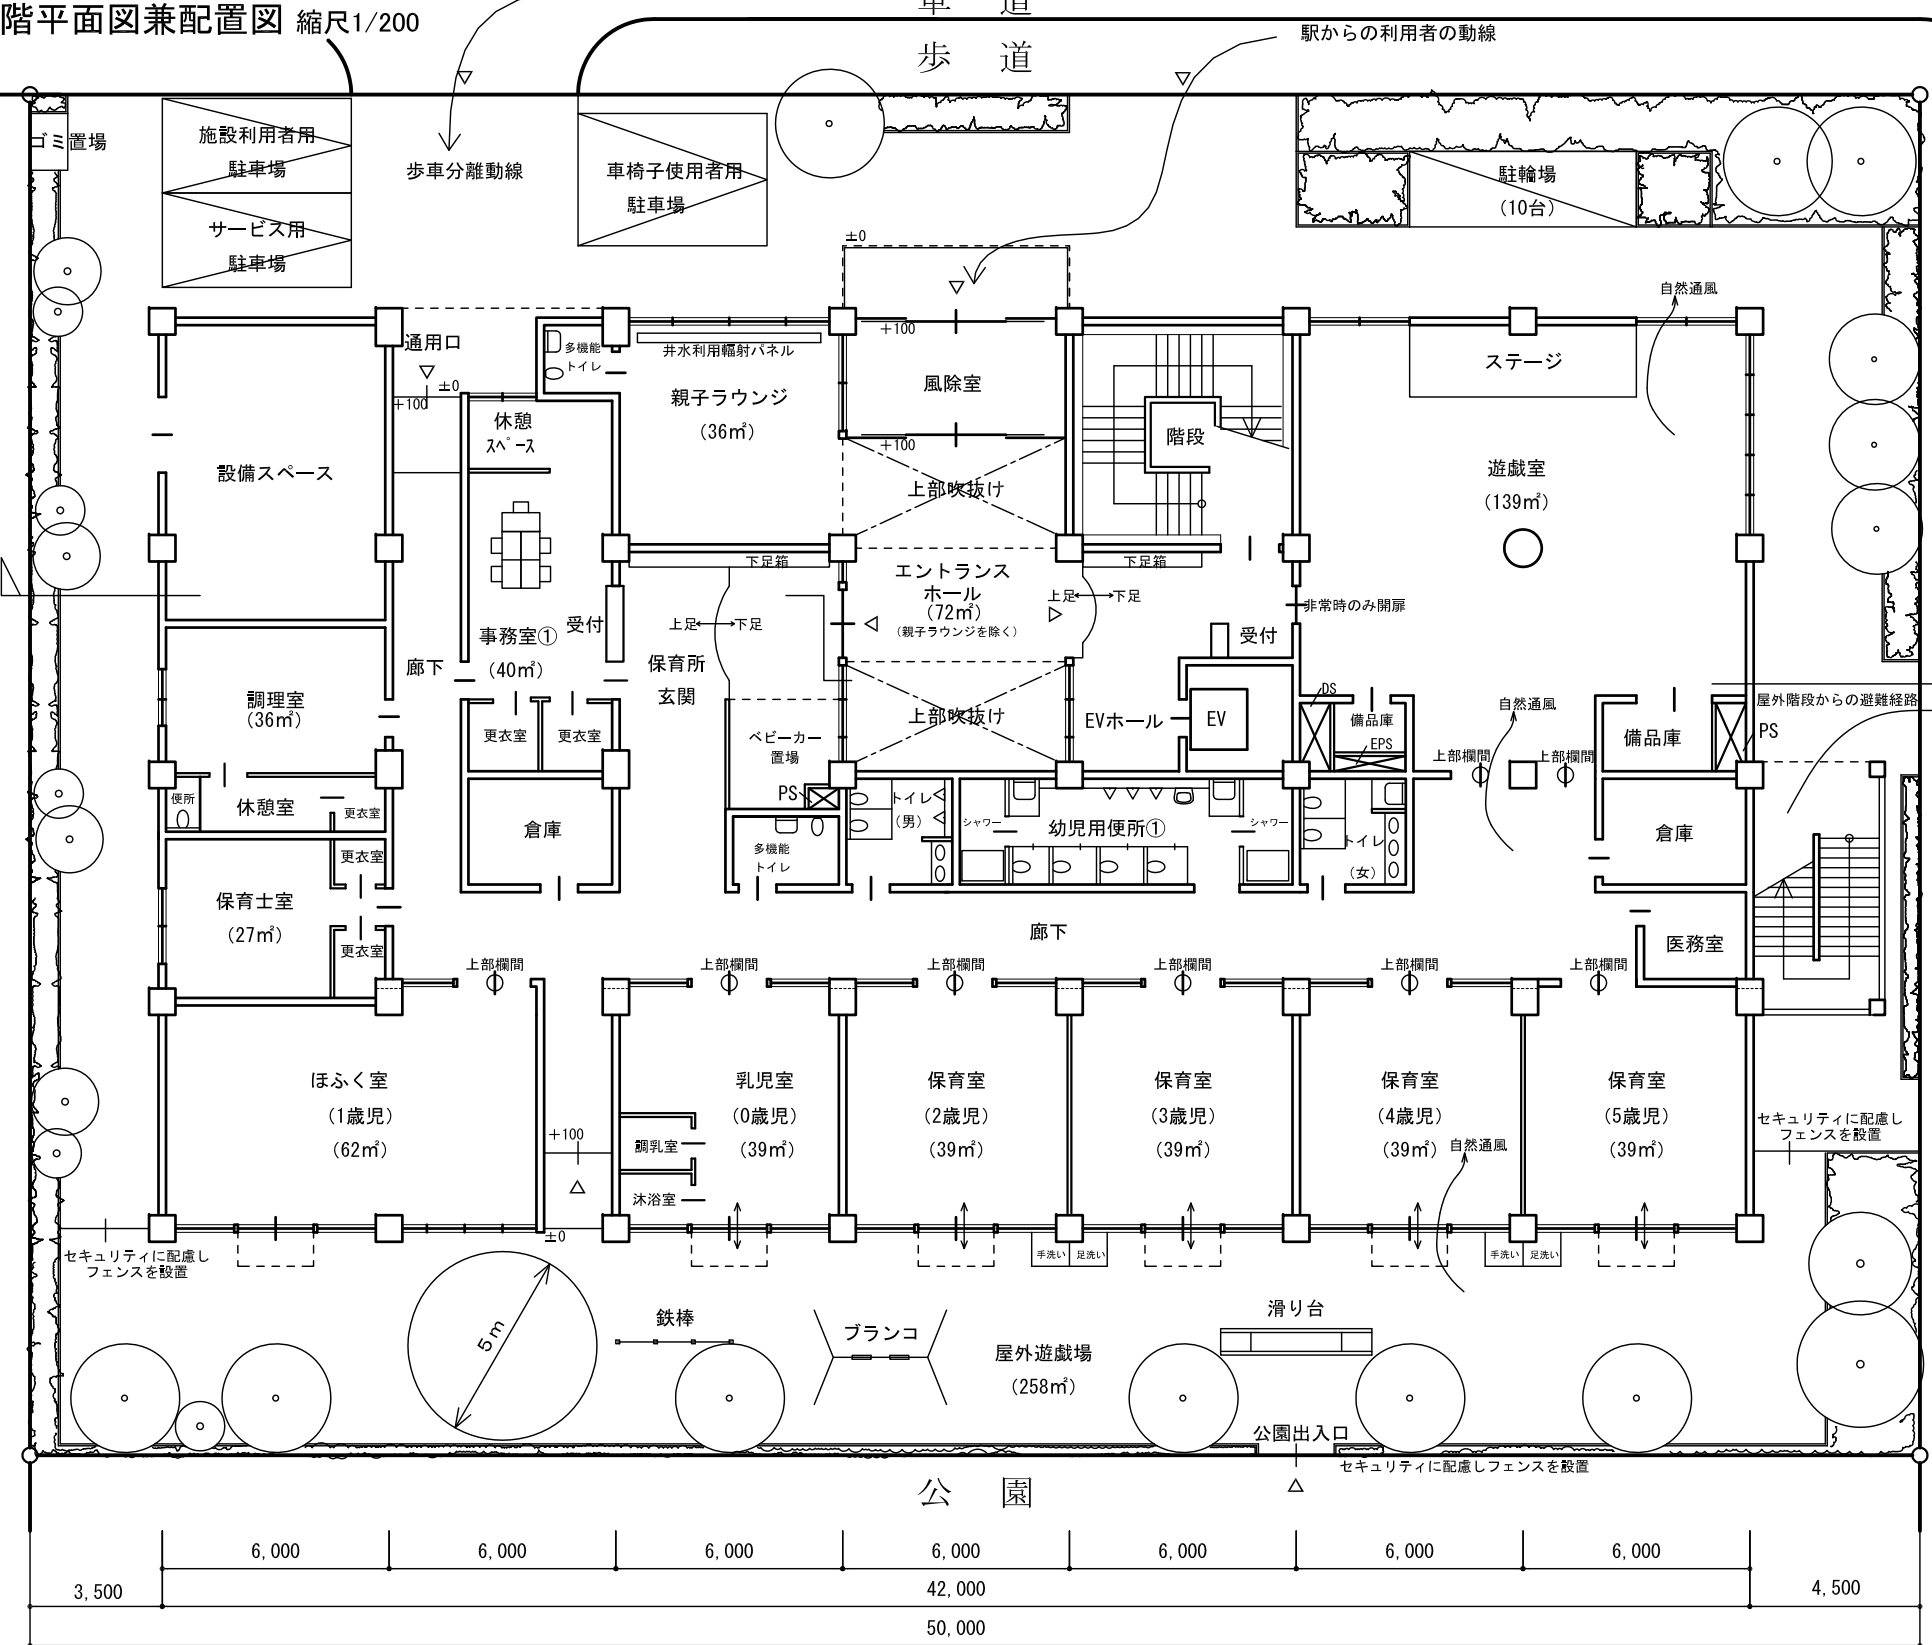 階平面図兼配置図 縮尺1/200
車 道
歩 道
駅からの利用者の動線
ゴミ置場
施設利用者用
駐車場
サービス用
駐車場
歩車分離動線
車椅子使用者用
駐車場
駐輪場
(10台)
±0
自然通風
通用口
±0
+100
多機能
トイレ
井水利用輻射パネル
親子ラウンジ
(36㎡)
+100
風除室
+100
上部吹抜け
階段
ステージ
遊戯室
(139㎡)
設備スペース
休憩
スペース
下足箱
下足箱
エントランス
ホール
(72㎡)
(親子ラウンジを除く)
上足
下足
非常時のみ開扉
受付
事務室①
(40㎡)
受付
上足
下足
保育所
玄関
廊下
調理室
(36㎡)
更衣室
更衣室
ベビーカー
置場
上部吹抜け
EVホール
EV
DS
備品庫
EPS
自然通風
上部欄間
上部欄間
備品庫
PS
屋外階段からの避難経路
便所
休憩室
更衣室
倉庫
PS
多機能
トイレ
トイレ
(男)
シャワー
幼児用便所①
シャワー
トイレ
(女)
倉庫
更衣室
保育士室
(27㎡)
更衣室
廊下
医務室
上部欄間
上部欄間
上部欄間
上部欄間
上部欄間
上部欄間
ほふく室
(1歳児)
(62㎡)
+100
±0
調乳室
沐浴室
乳児室
(0歳児)
(39㎡)
保育室
(2歳児)
(39㎡)
保育室
(3歳児)
(39㎡)
保育室
(4歳児)
(39㎡)
自然通風
保育室
(5歳児)
(39㎡)
セキュリティに配慮し
フェンスを設置
セキュリティに配慮し
フェンスを設置
手洗い
足洗い
手洗い
足洗い
5m
鉄棒
ブランコ
屋外遊戯場
(258㎡)
滑り台
公園出入口
セキュリティに配慮しフェンスを設置
公 園
6,000
6,000
6,000
6,000
6,000
6,000
6,000
3,500
42,000
4,500
50,000